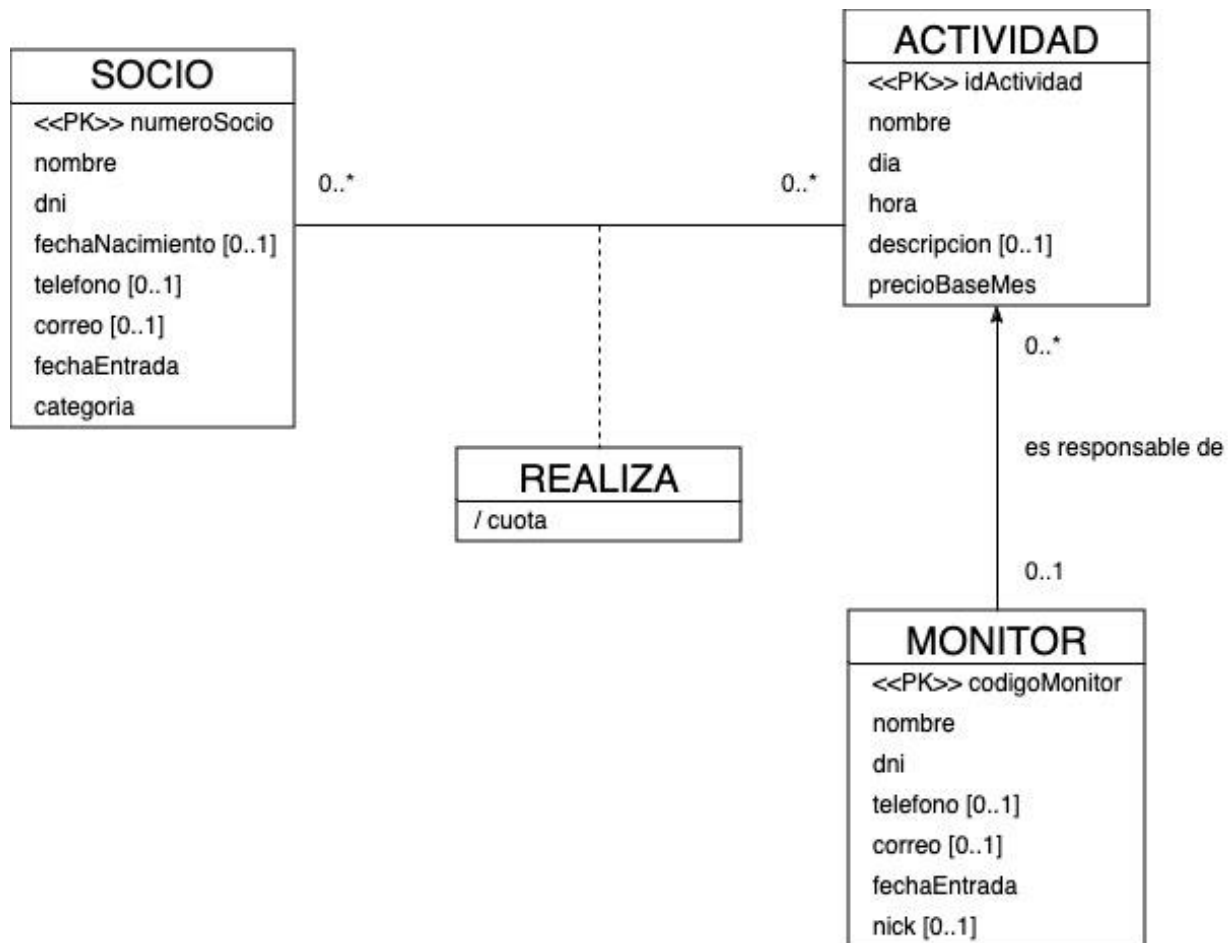 SOCIO
<<PK>> numeroSocio
nombre
dni
fechaNacimiento [0..1]
telefono [0..1]
correo [0..1]
fechaEntrada
categoria
0..*
0..*
ACTIVIDAD
<<PK>> idActividad
nombre
dia
hora
descripcion [0..1]
precioBaseMes
REALIZA
/ cuota
0..*
es responsable de
0..1
MONITOR
<<PK>> codigoMonitor
nombre
dni
telefono [0..1]
correo [0..1]
fechaEntrada
nick [0..1]